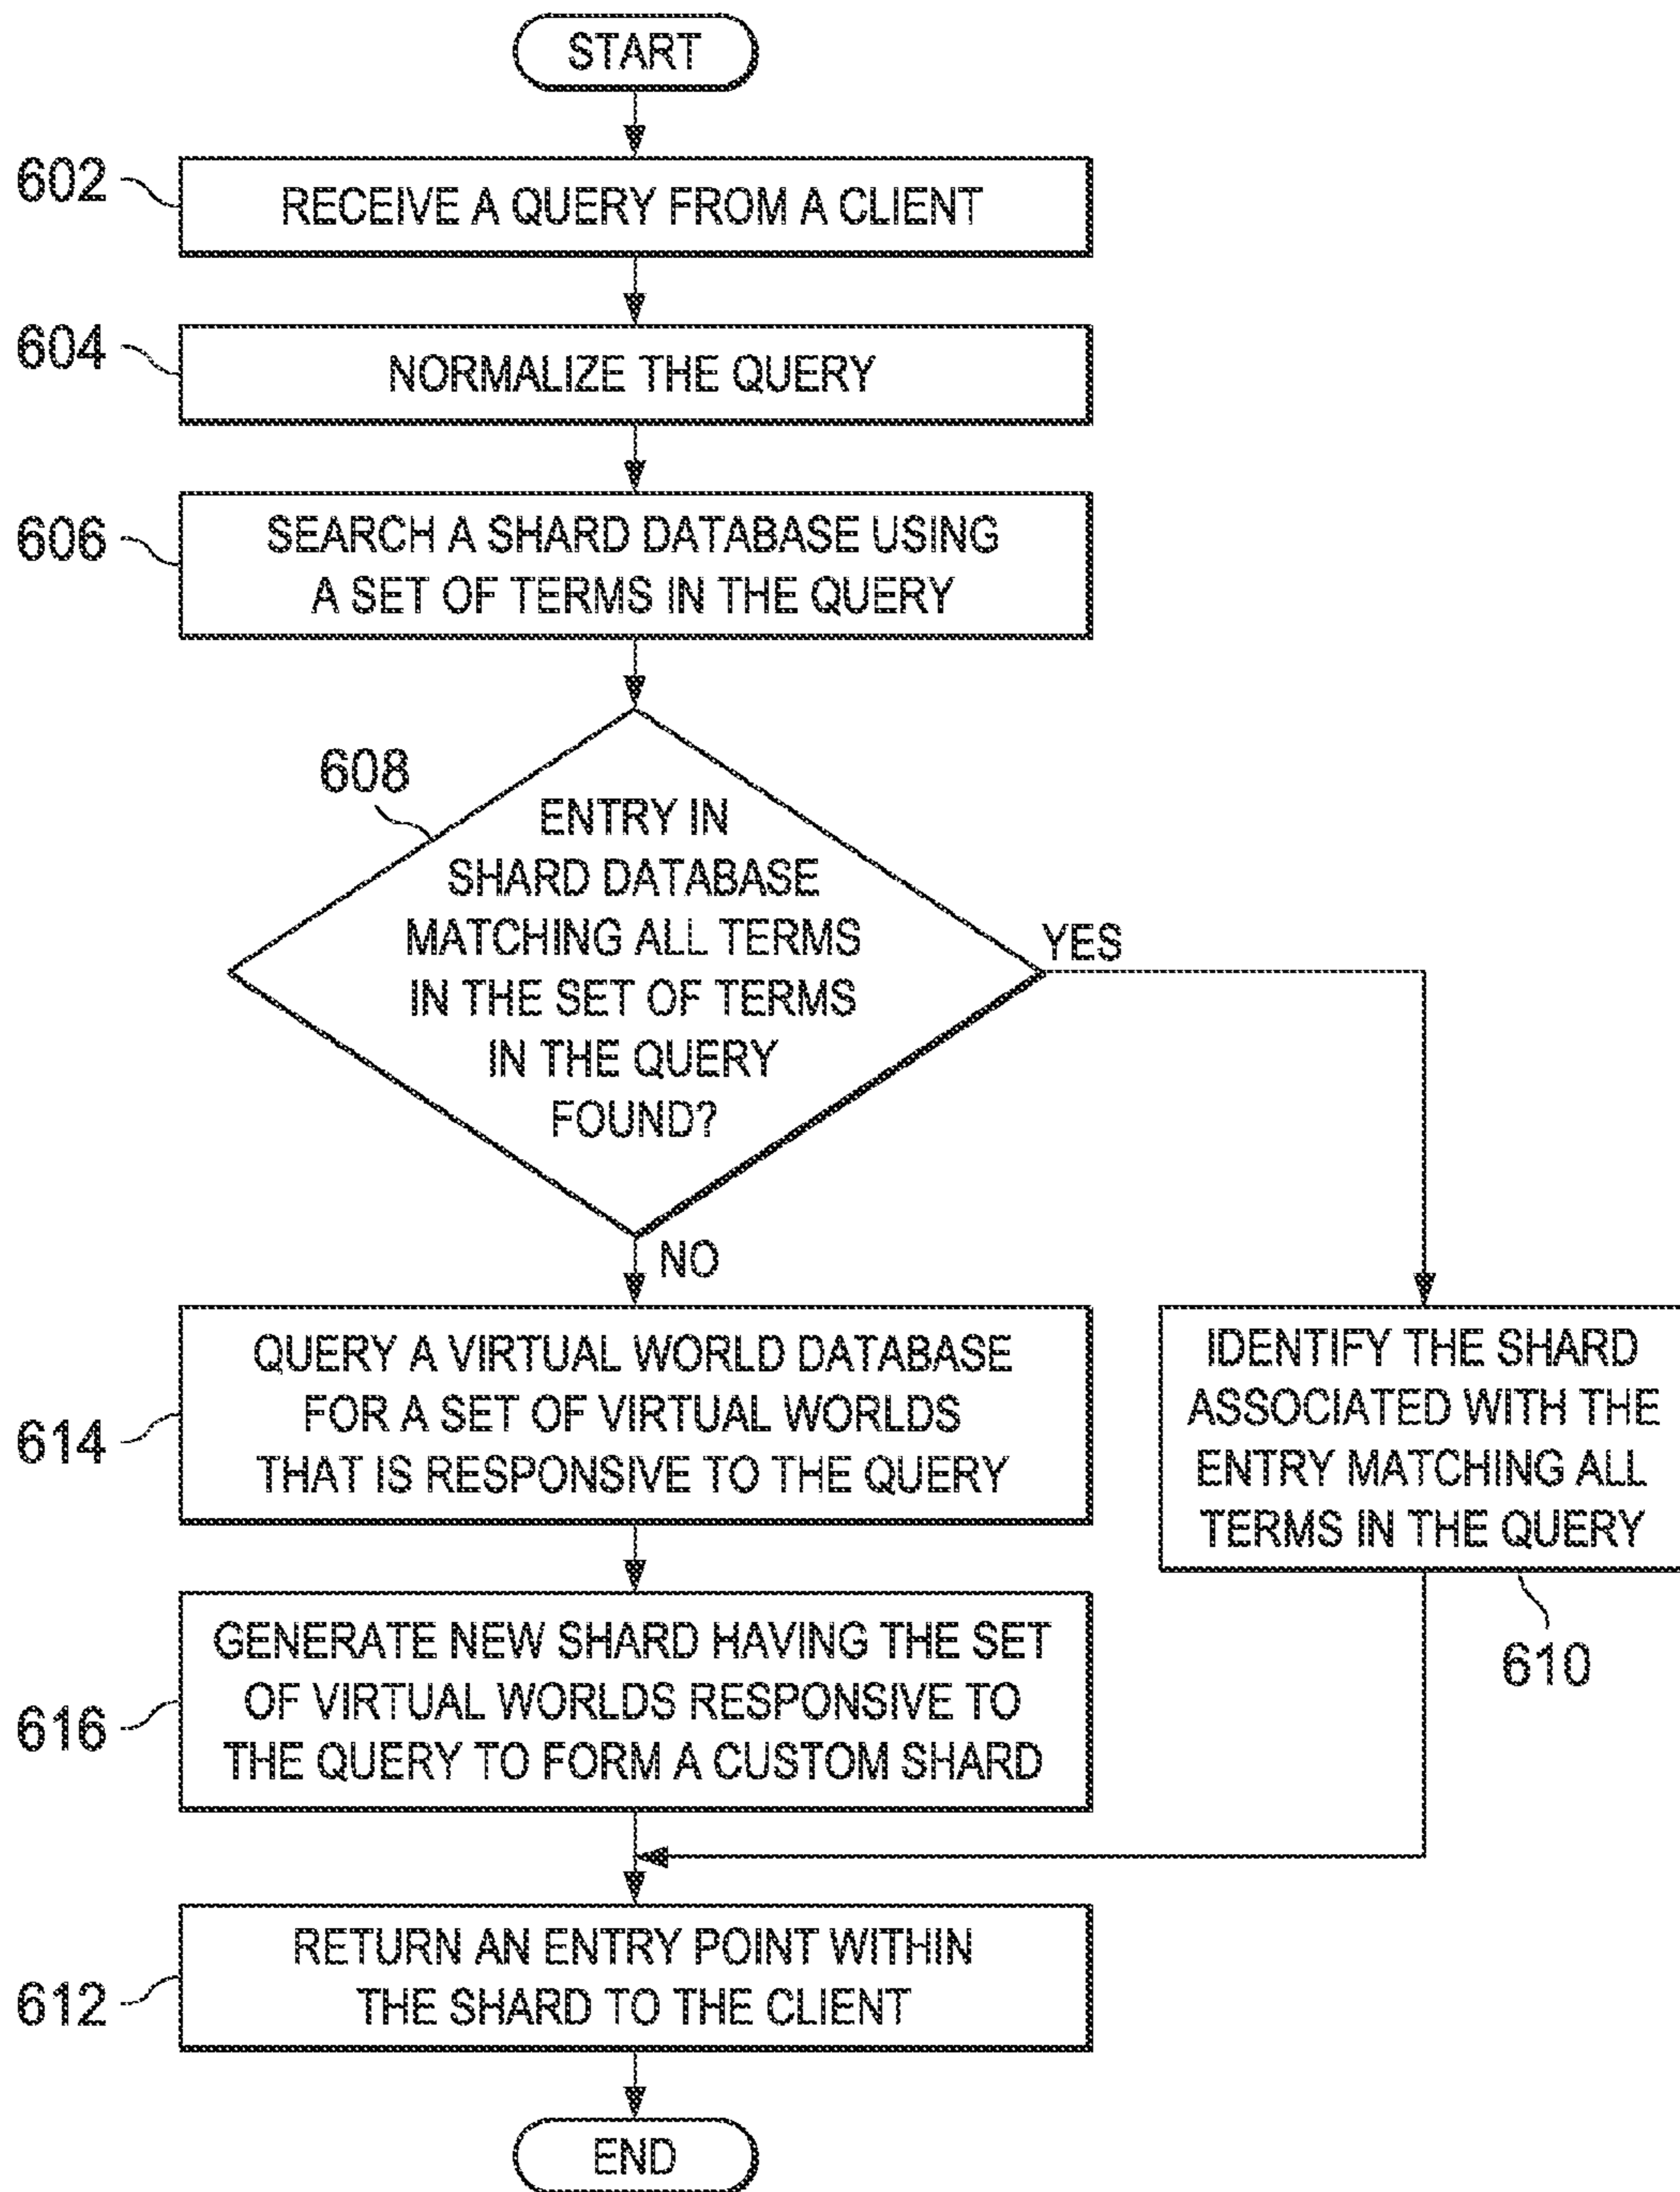 START
602
RECEIVE A QUERY FROM A CLIENT
604
NORMALIZE THE QUERY
606
SEARCH A SHARD DATABASE USING
A SET OF TERMS IN THE QUERY
608
ENTRY IN
SHARD DATABASE
MATCHING ALL TERMS
IN THE SET OF TERMS
IN THE QUERY
FOUND?
YES
NO
614
QUERY A VIRTUAL WORLD DATABASE
FOR A SET OF VIRTUAL WORLDS
THAT IS RESPONSIVE TO THE QUERY
IDENTIFY THE SHARD
ASSOCIATED WITH THE
ENTRY MATCHING ALL
TERMS IN THE QUERY
610
616
GENERATE NEW SHARD HAVING THE SET
OF VIRTUAL WORLDS RESPONSIVE TO
THE QUERY TO FORM A CUSTOM SHARD
612
RETURN AN ENTRY POINT WITHIN
THE SHARD TO THE CLIENT
END